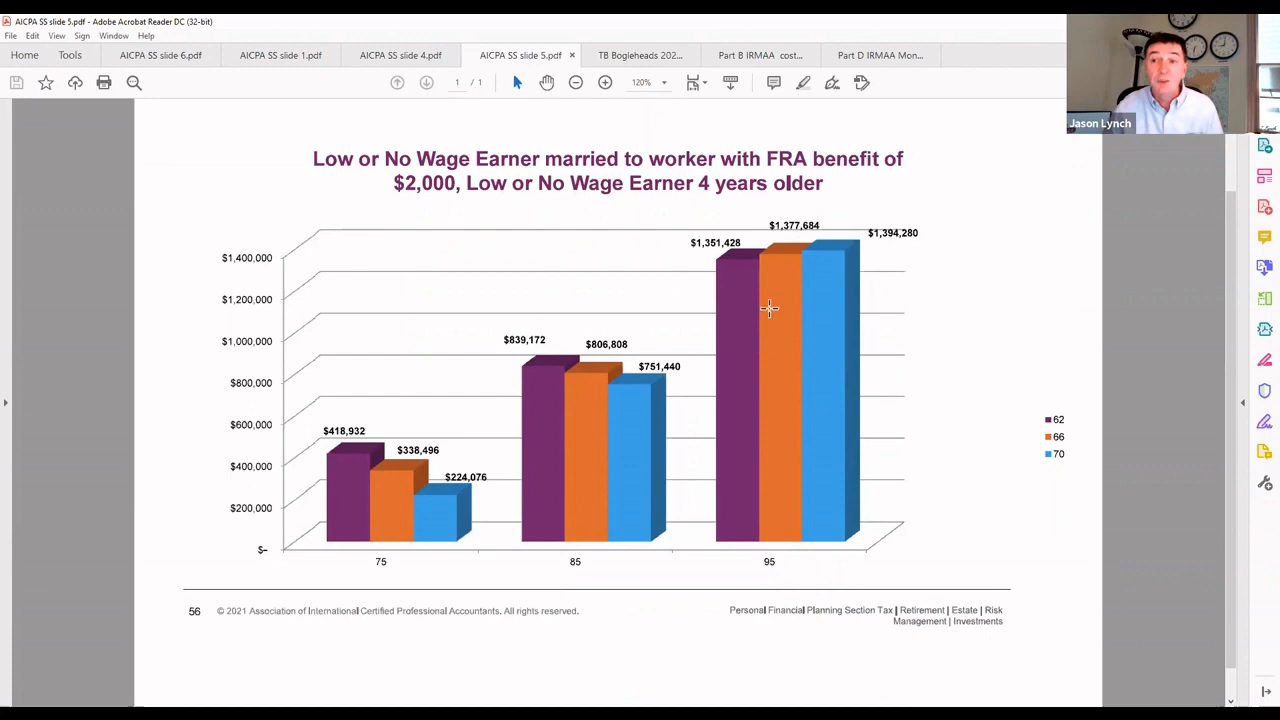 AICPA SS slide 5.pdf - Adobe Acrobat Reader DC (32-bit)
File Edit View Sign Window Help
Home Tools AICPA SS slide 6.pdf AICPA SS slide 1.pdf AICPA SS slide 4.pdf AICPA SS slide 5.pdf × TB Bogleheads 202... Part B IRMAA cost... Part D IRMAA Mon...
1 / 1 120%
Jason Lynch
Low or No Wage Earner married to worker with FRA benefit of
$2,000, Low or No Wage Earner 4 years older
$1,377,684
$1,394,280
$1,351,428
$1,400,000
$1,200,000
$1,000,000
$839,172
$806,808
$751,440
$800,000
$600,000
$418,932
$338,496
$224,076
$400,000
$200,000
$-
75 85 95
62
66
70
56 © 2021 Association of International Certified Professional Accountants. All rights reserved.
Personal Financial Planning Section Tax | Retirement | Estate | Risk
Management | Investments